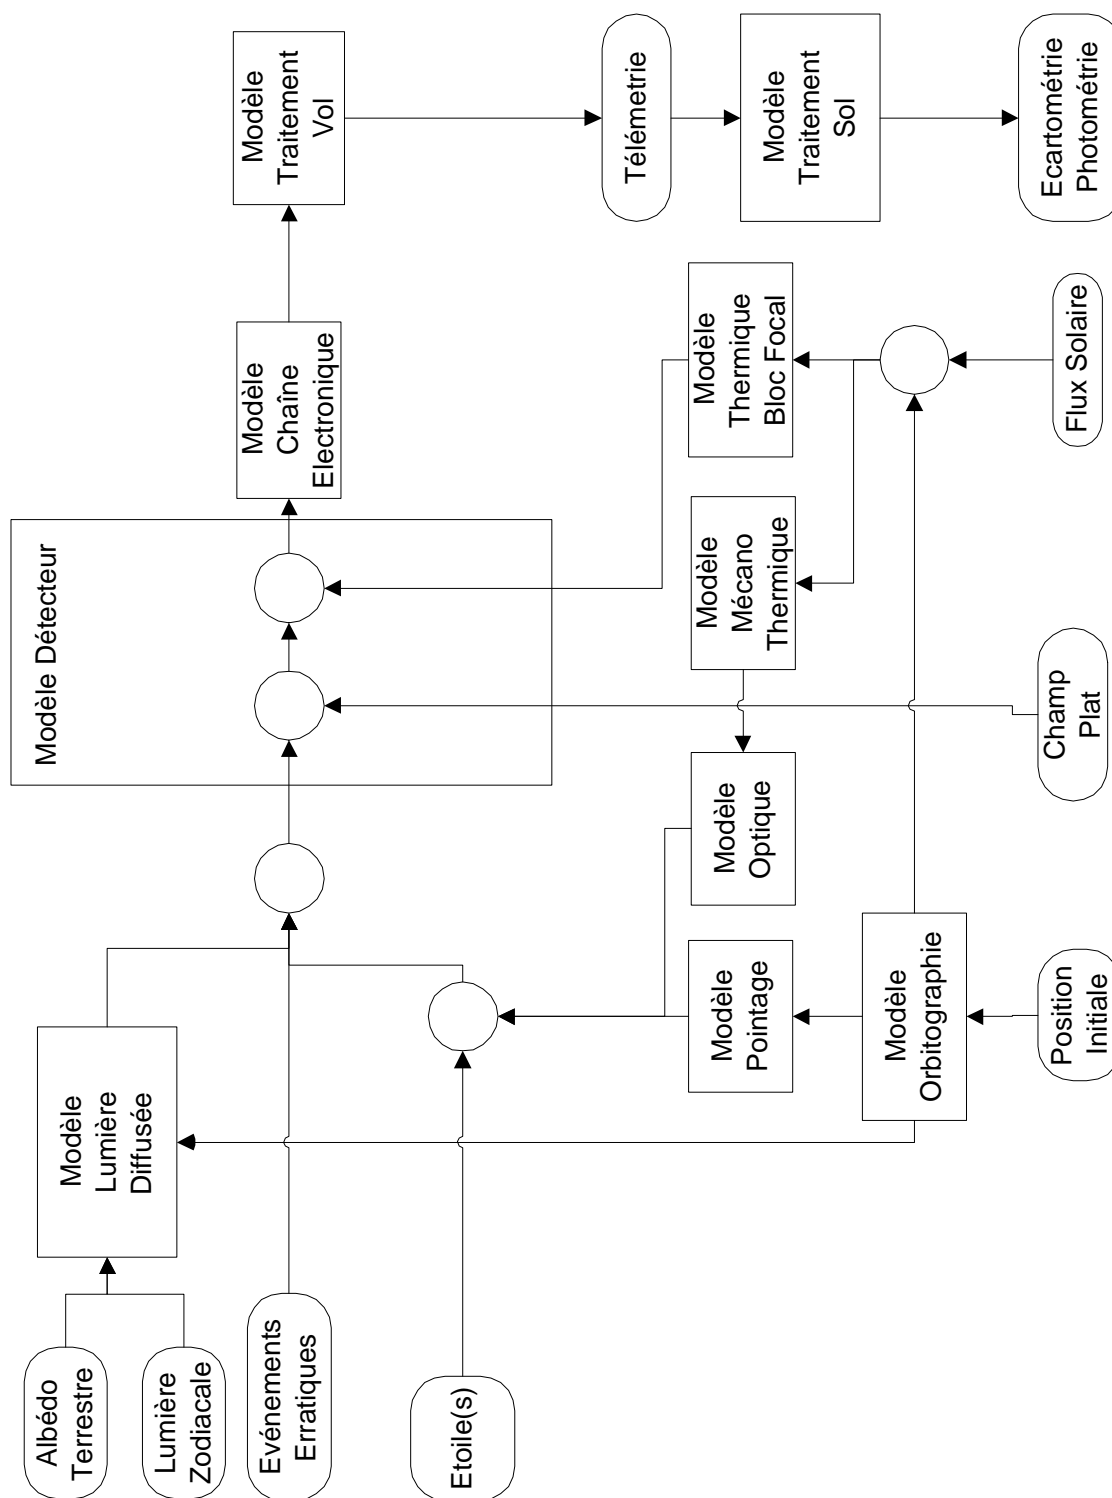 Albédo
Terrestre
Lumière
Zodiacale
Evénements
Erratiques
Etoile(s)
Modèle
Lumière
Diffusée
Modèle Détecteur
Modèle
Chaîne
Electronique
Modèle
Traitement
Vol
Télémetrie
Modèle
Traitement
Sol
Ecartométrie
Photométrie
Modèle
Thermique
Bloc Focal
Modèle
Mécano
Thermique
Modèle
Optique
Modèle
Pointage
Modèle
Orbitographie
Position
Initiale
Champ
Plat
Flux Solaire